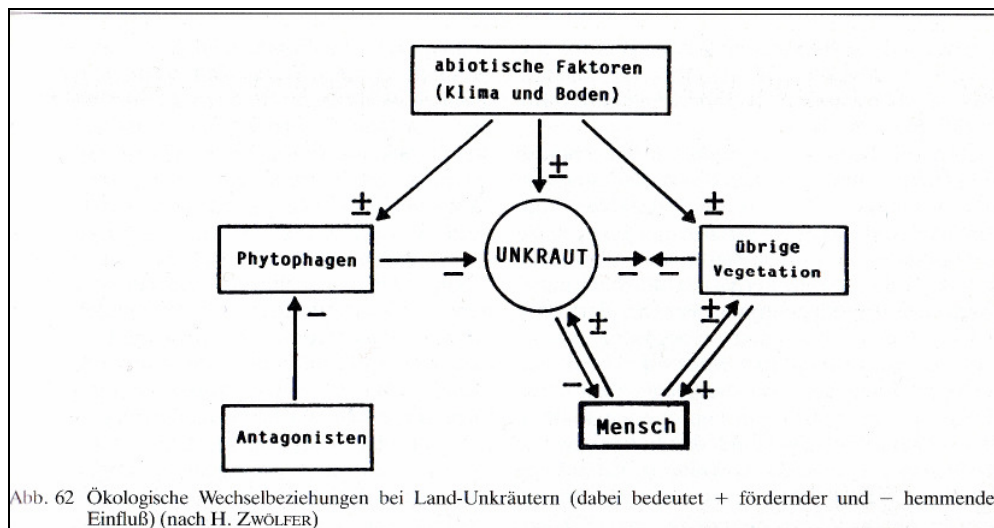 abiotische Faktoren
(Klima und Boden)
±
±
±
Phytophagen
−
UNKRAUT
−
−
übrige
Vegetation
−
±
±
−
+
Antagonisten
Mensch
Abb. 62 Ökologische Wechselbeziehungen bei Land-Unkräutern (dabei bedeutet + fördernder und − hemmende
Einfluß) (nach H. ZWÖLFER)